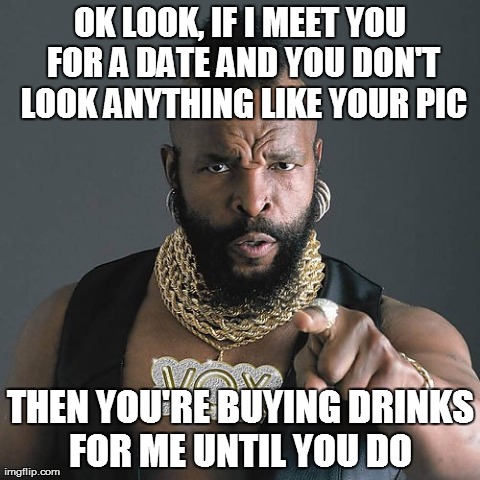 OK LOOK, IF I MEET YOU
FOR A DATE AND YOU DON'T
LOOK ANYTHING LIKE YOUR PIC
THEN YOU'RE BUYING DRINKS
FOR ME UNTIL YOU DO
imgflip.com